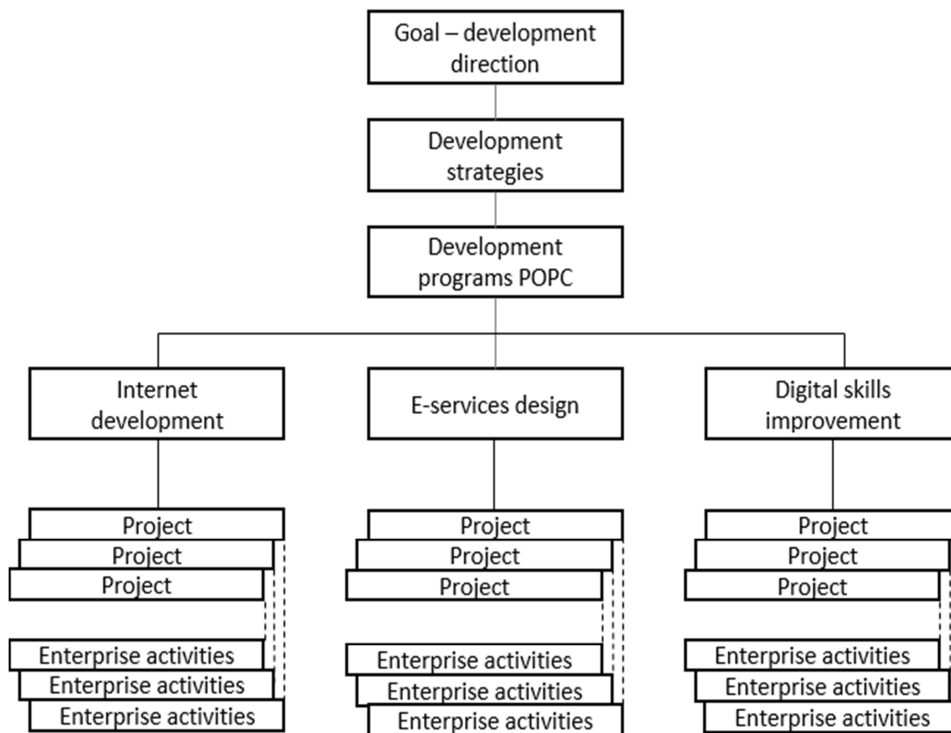 Goal – development
direction
Development
strategies
Development
programs POPC
Internet
development
E-services design
Digital skills
improvement
Project
Project
Project
Project
Project
Project
Project
Project
Project
Enterprise activities
Enterprise activities
Enterprise activities
Enterprise activities
Enterprise activities
Enterprise activities
Enterprise activities
Enterprise activities
Enterprise activities